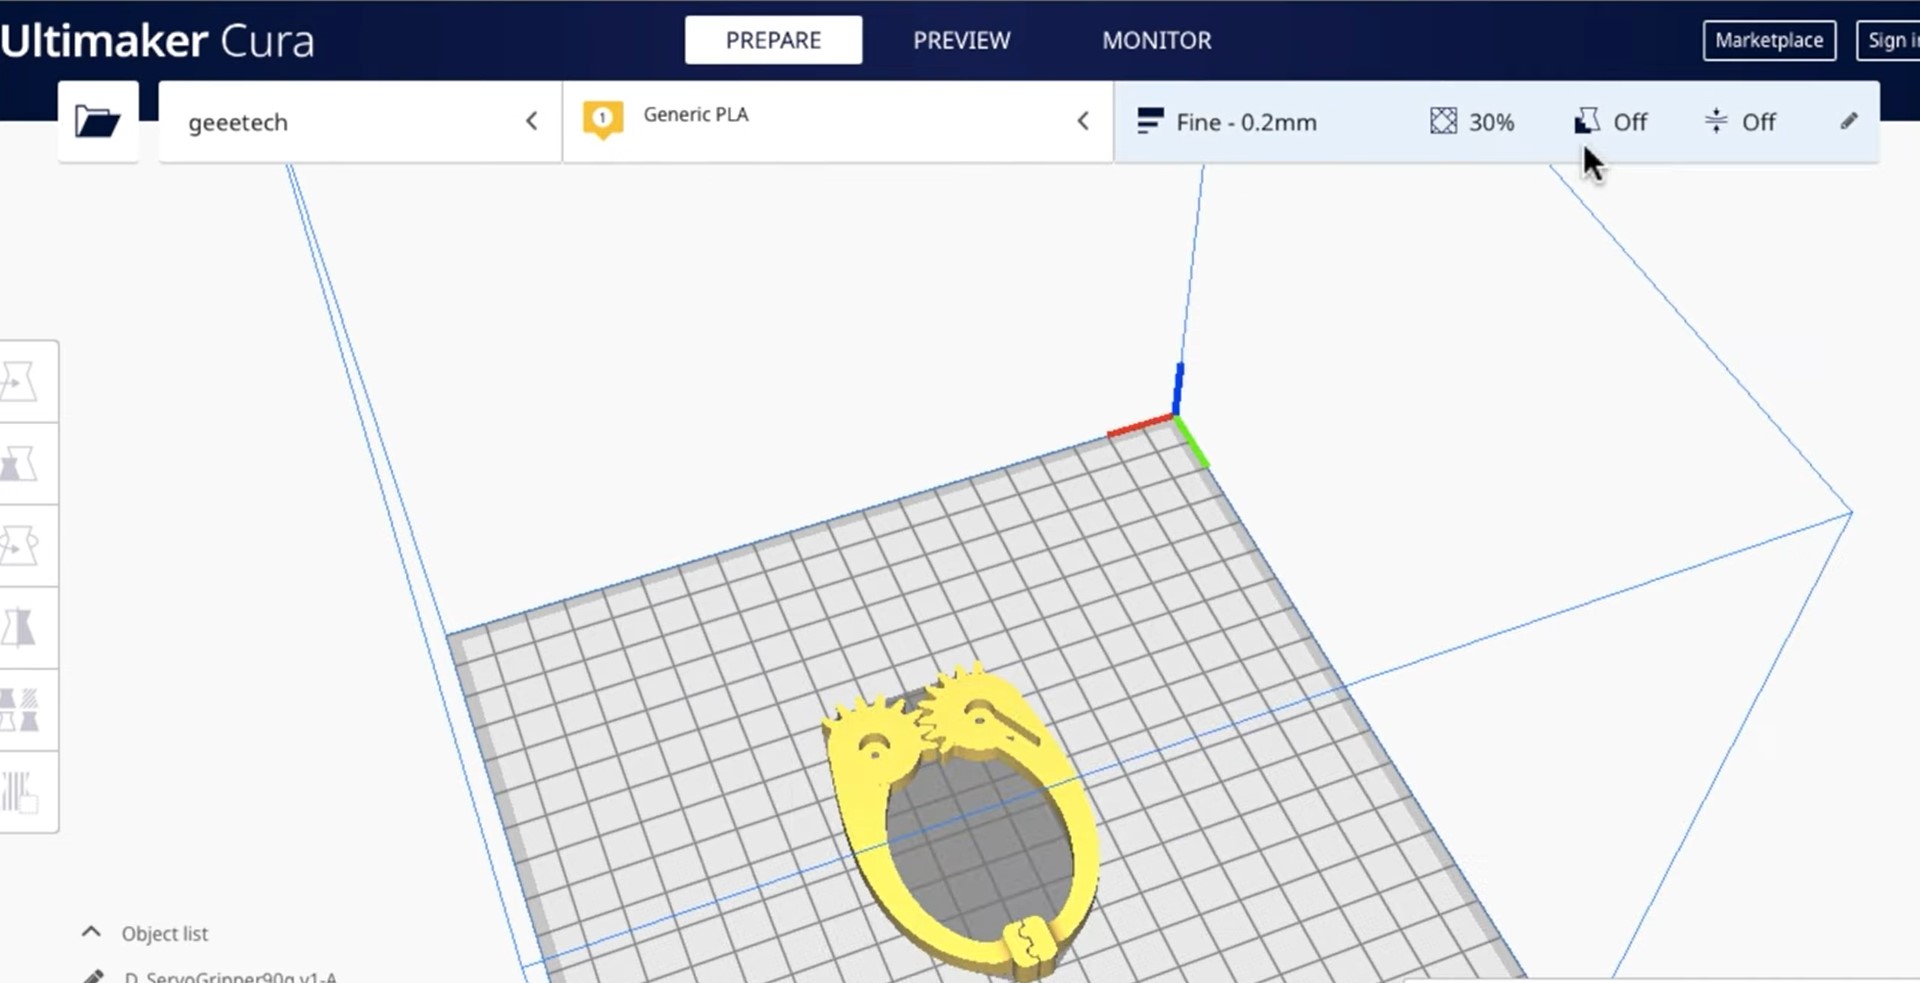 Ultimaker Cura
PREPARE
PREVIEW
MONITOR
Marketplace
Sign in
geeetech
1
Generic PLA
Fine - 0.2mm
30%
Off
Off
Object list
D_ServoGripper90g v1-A